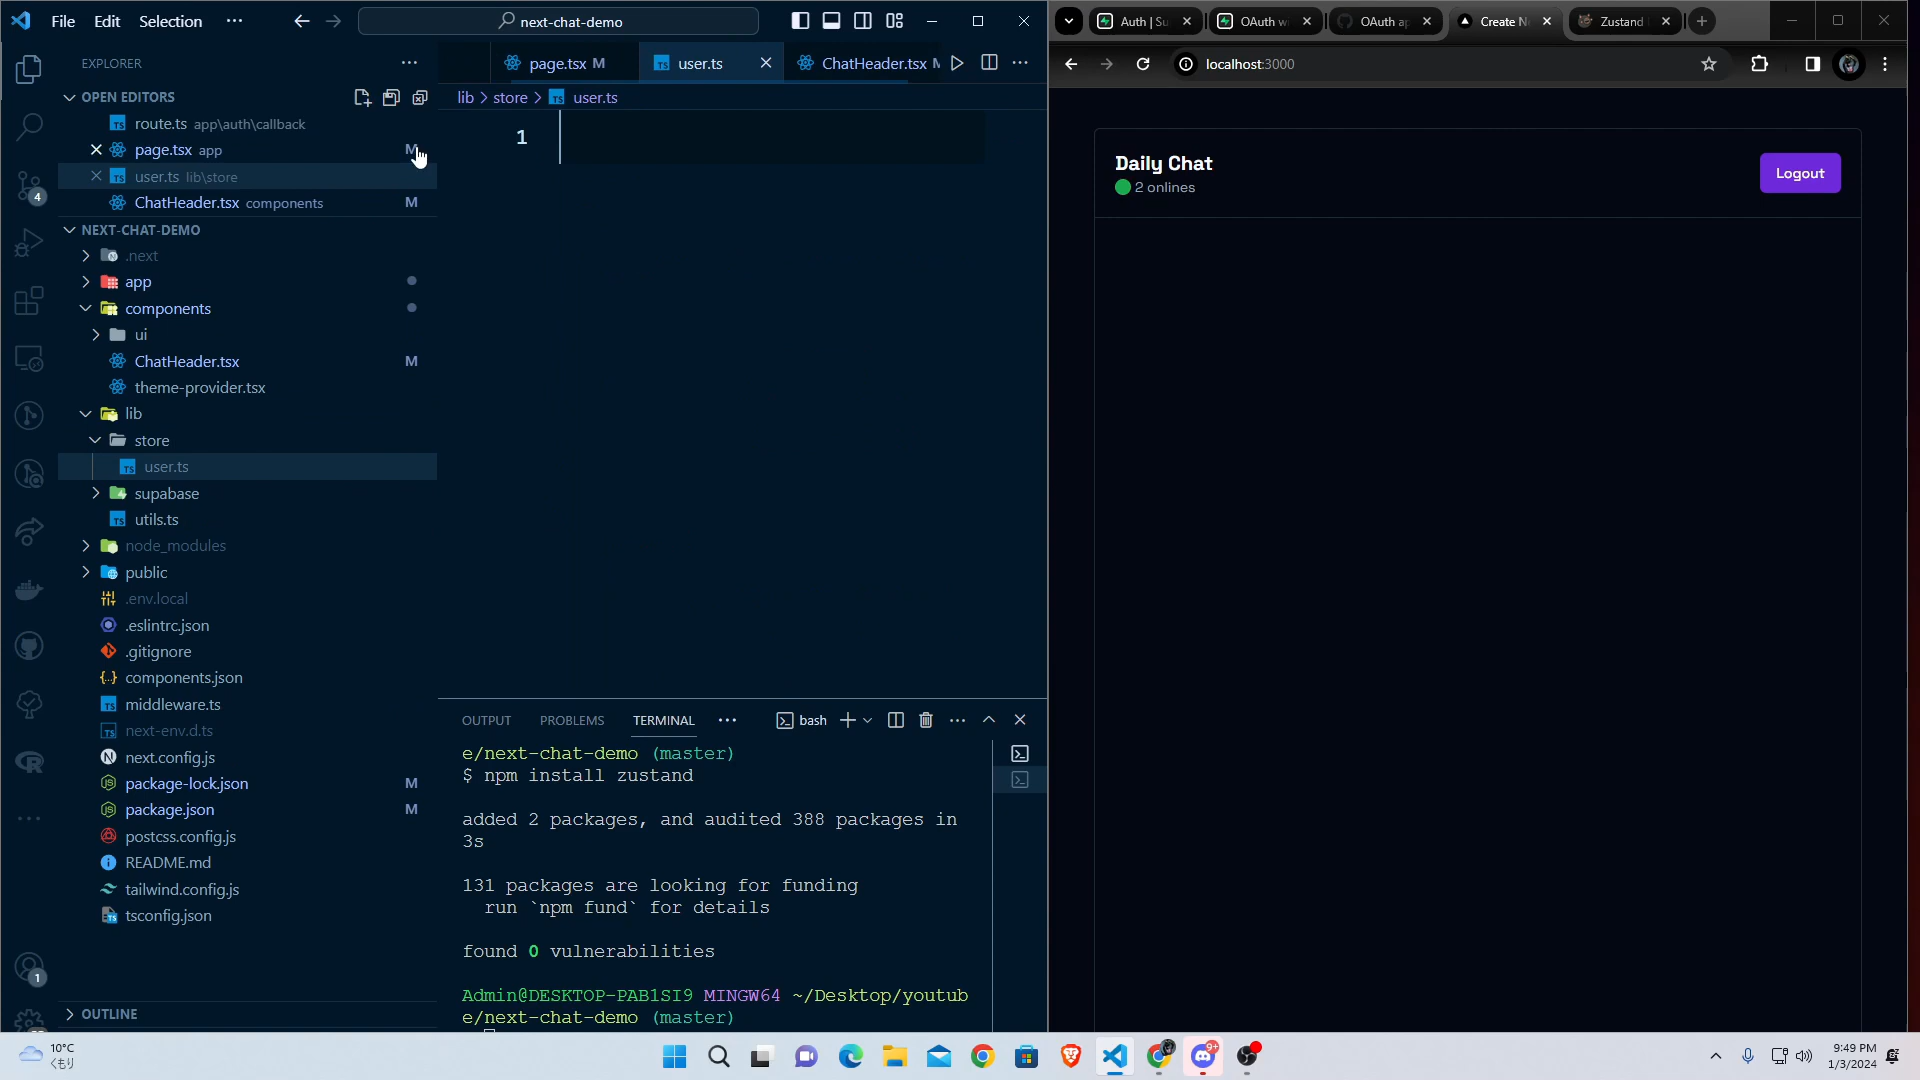 File Edit Selection ...
next-chat-demo
EXPLORER
OPEN EDITORS
route.ts app\auth\callback
page.tsx app
user.ts lib\store
ChatHeader.tsx components M
NEXT-CHAT-DEMO
.next
app
components
ui
ChatHeader.tsx M
theme-provider.tsx
lib
store
user.ts
supabase
utils.ts
node_modules
public
.env.local
.eslintrc.json
.gitignore
components.json
middleware.ts
next-env.d.ts
next.config.js
package-lock.json M
package.json M
postcss.config.js
README.md
tailwind.config.js
tsconfig.json
OUTLINE
4
1
page.tsx M
user.ts
ChatHeader.tsx
lib > store > user.ts
1
OUTPUT PROBLEMS TERMINAL ... bash
e/next-chat-demo (master)
$ npm install zustand
added 2 packages, and audited 388 packages in
3s
131 packages are looking for funding
run `npm fund` for details
found 0 vulnerabilities
Admin@DESKTOP-PAB1SI9 MINGW64 ~/Desktop/youtub
e/next-chat-demo (master)
Auth | Su
OAuth wi
OAuth ap
Create N
Zustand
localhost:3000
Daily Chat
2 onlines
Logout
10°C
くもり
9+
9:49 PM
1/3/2024